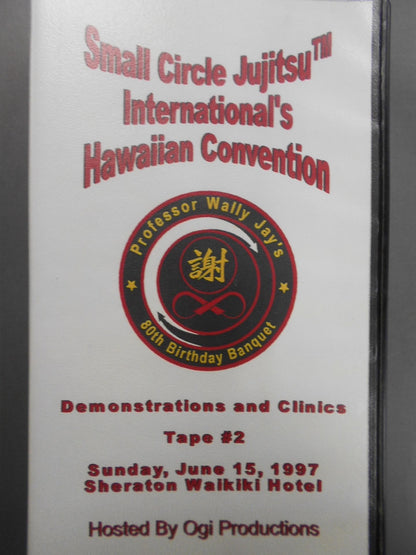 Small Circle Jujitsu™
International's
Hawaiian Convention
Professor Wally Jay's
謝
80th Birthday Banquet
Demonstrations and Clinics
Tape #2
Sunday, June 15, 1997
Sheraton Waikiki Hotel
Hosted By Ogi Productions